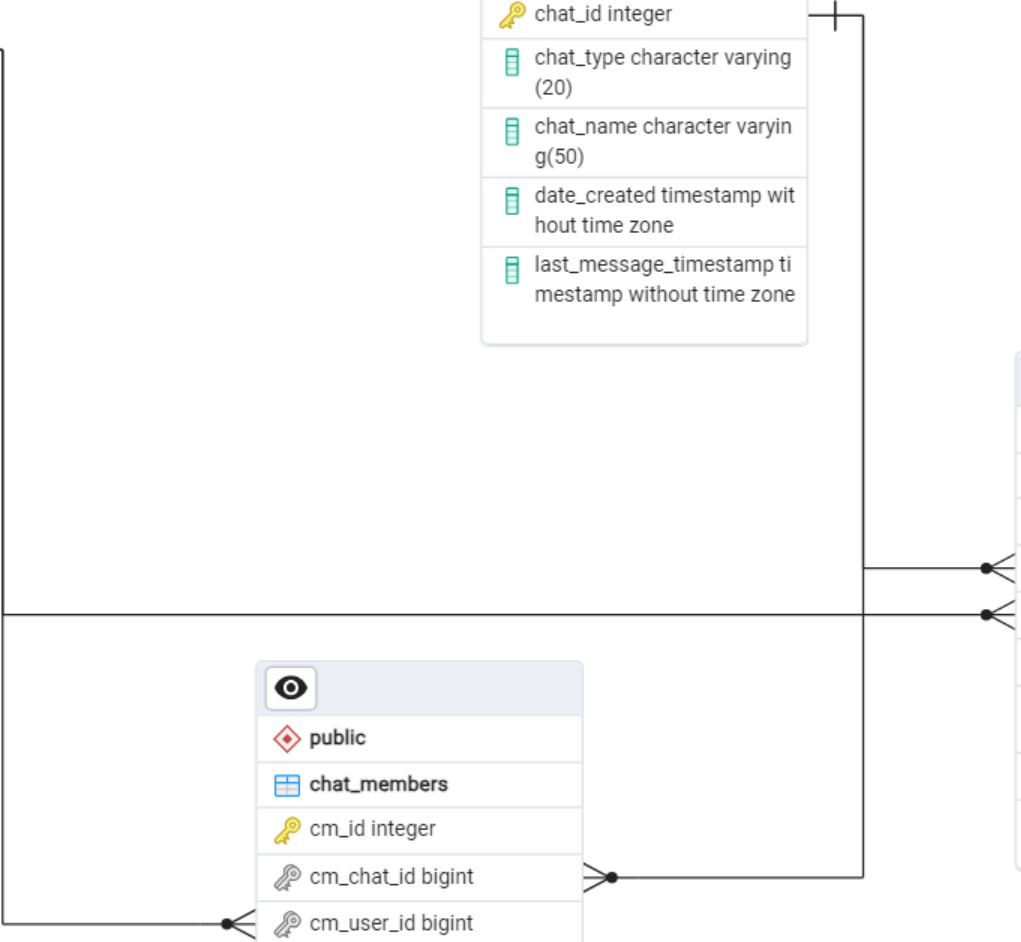 chat_id integer
chat_type character varying
(20)
chat_name character varyin
g(50)
date_created timestamp wit
hout time zone
last_message_timestamp ti
mestamp without time zone
public
chat_members
cm_id integer
cm_chat_id bigint
cm_user_id bigint